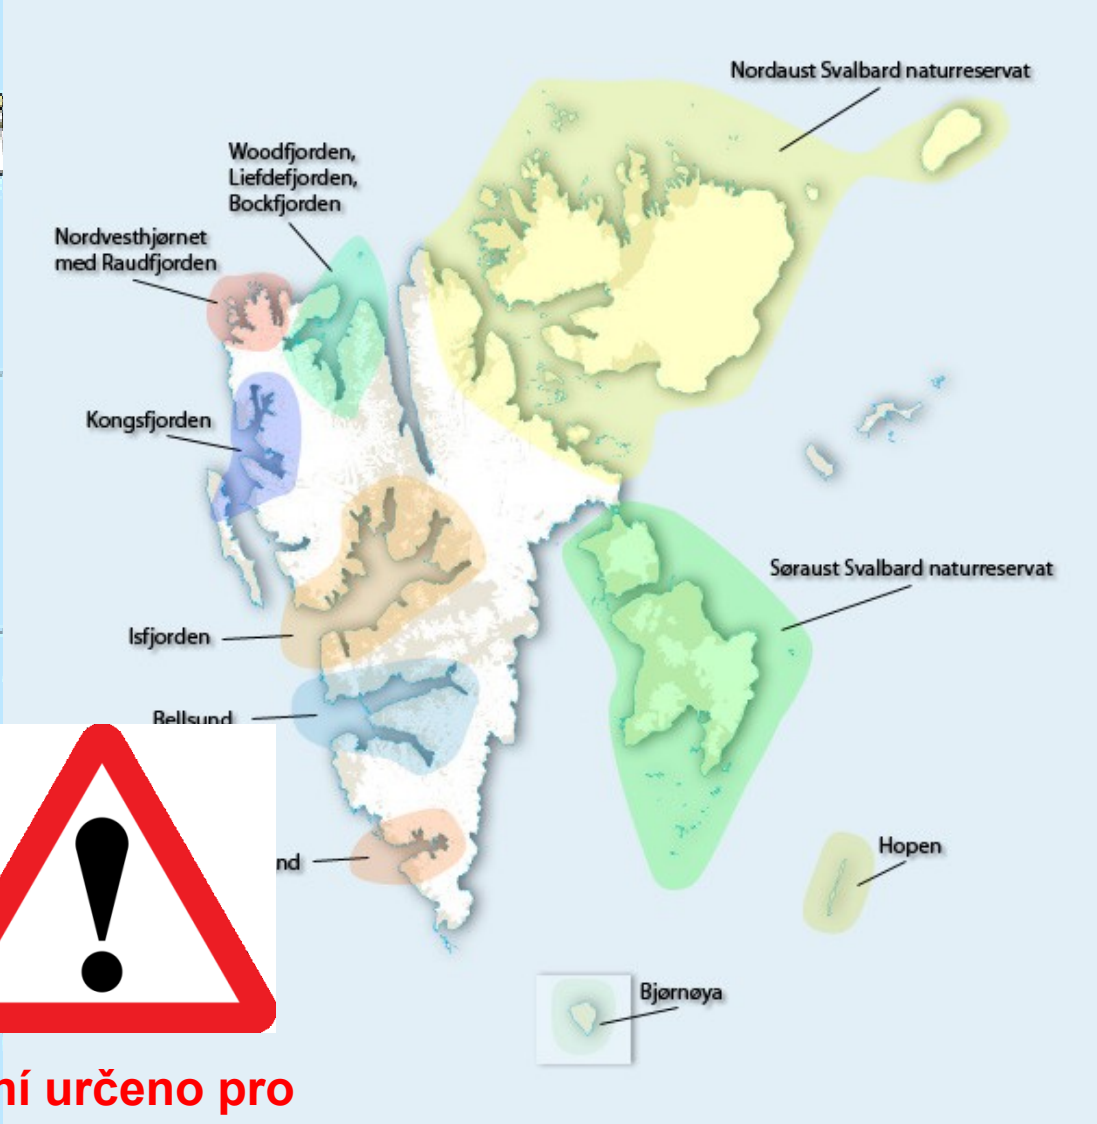 Nordaust Svalbard naturreservat
Woodfjorden,
Liefdefjorden,
Bockfjorden
Nordvesthjørnet
med Raudfjorden
Kongsfjorden
Søraust Svalbard naturreservat
Isfjorden
Bellsund
nd
Hopen
Bjørnøya
ní určeno pro